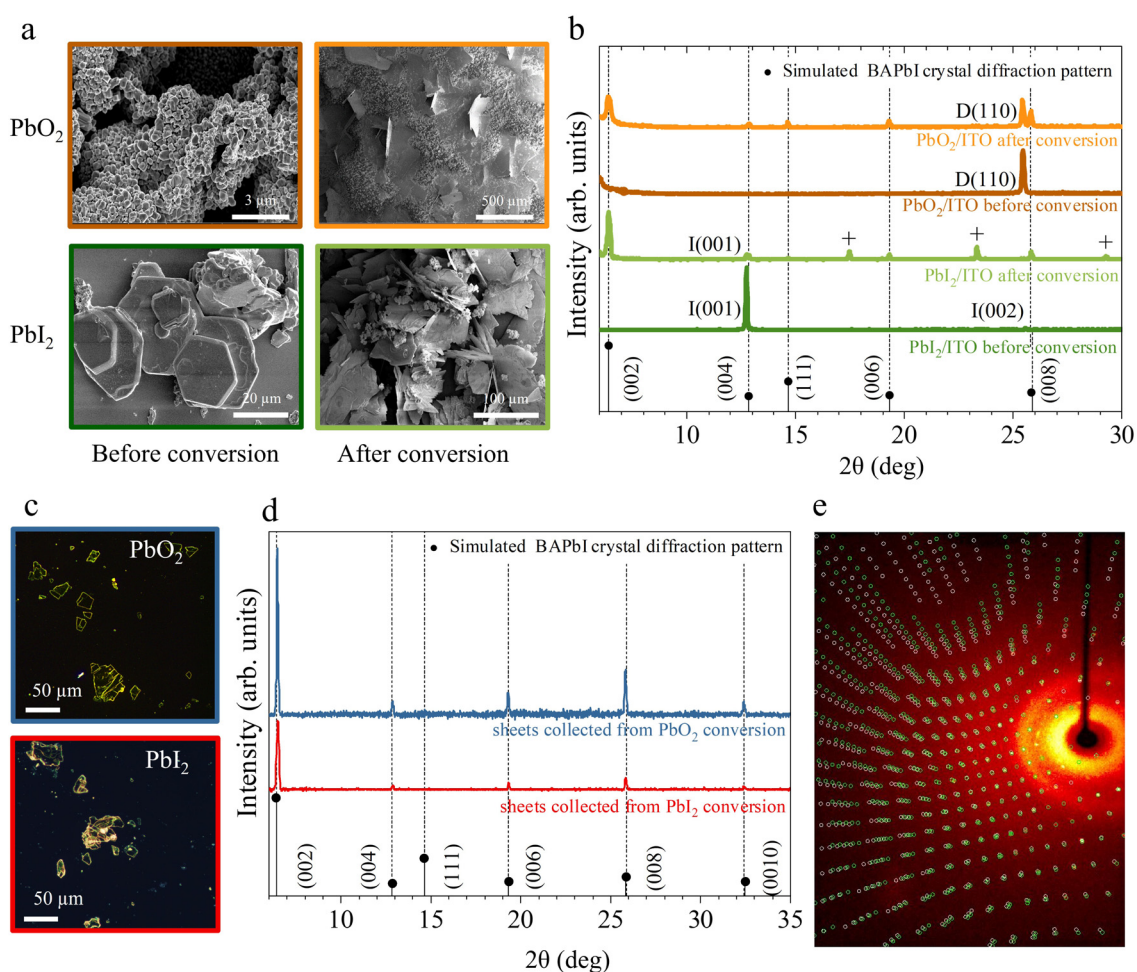 a
PbO2
3 µm
500 µm
PbI2
20 µm
100 µm
Before conversion
After conversion
b
Simulated BAPbI crystal diffraction pattern
D(110)
PbO2/ITO after conversion
D(110)
PbO2/ITO before conversion
I(001)
+
+
+
PbI2/ITO after conversion
I(001)
I(002)
PbI2/ITO before conversion
(002)
(004)
(111)
(006)
(008)
Intensity (arb. units)
10 15 20 25 30
2θ (deg)
c
PbO2
50 µm
PbI2
50 µm
d
Simulated BAPbI crystal diffraction pattern
sheets collected from PbO2 conversion
sheets collected from PbI2 conversion
(002)
(004)
(111)
(006)
(008)
(0010)
Intensity (arb. units)
10 15 19 25 30 35
2θ (deg)
e